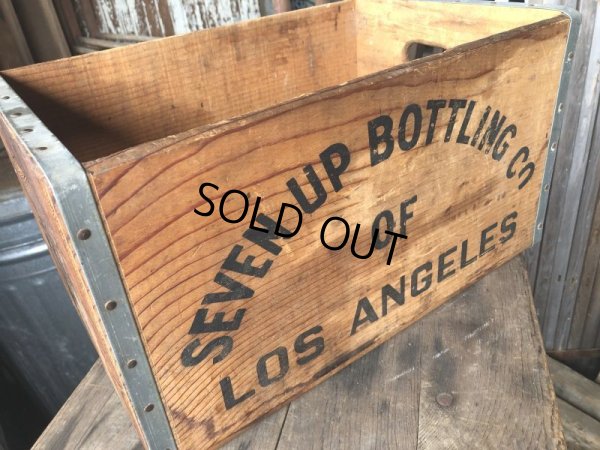 SEVEN UP BOTTLING CO
OF
LOS ANGELES
SOLD OUT